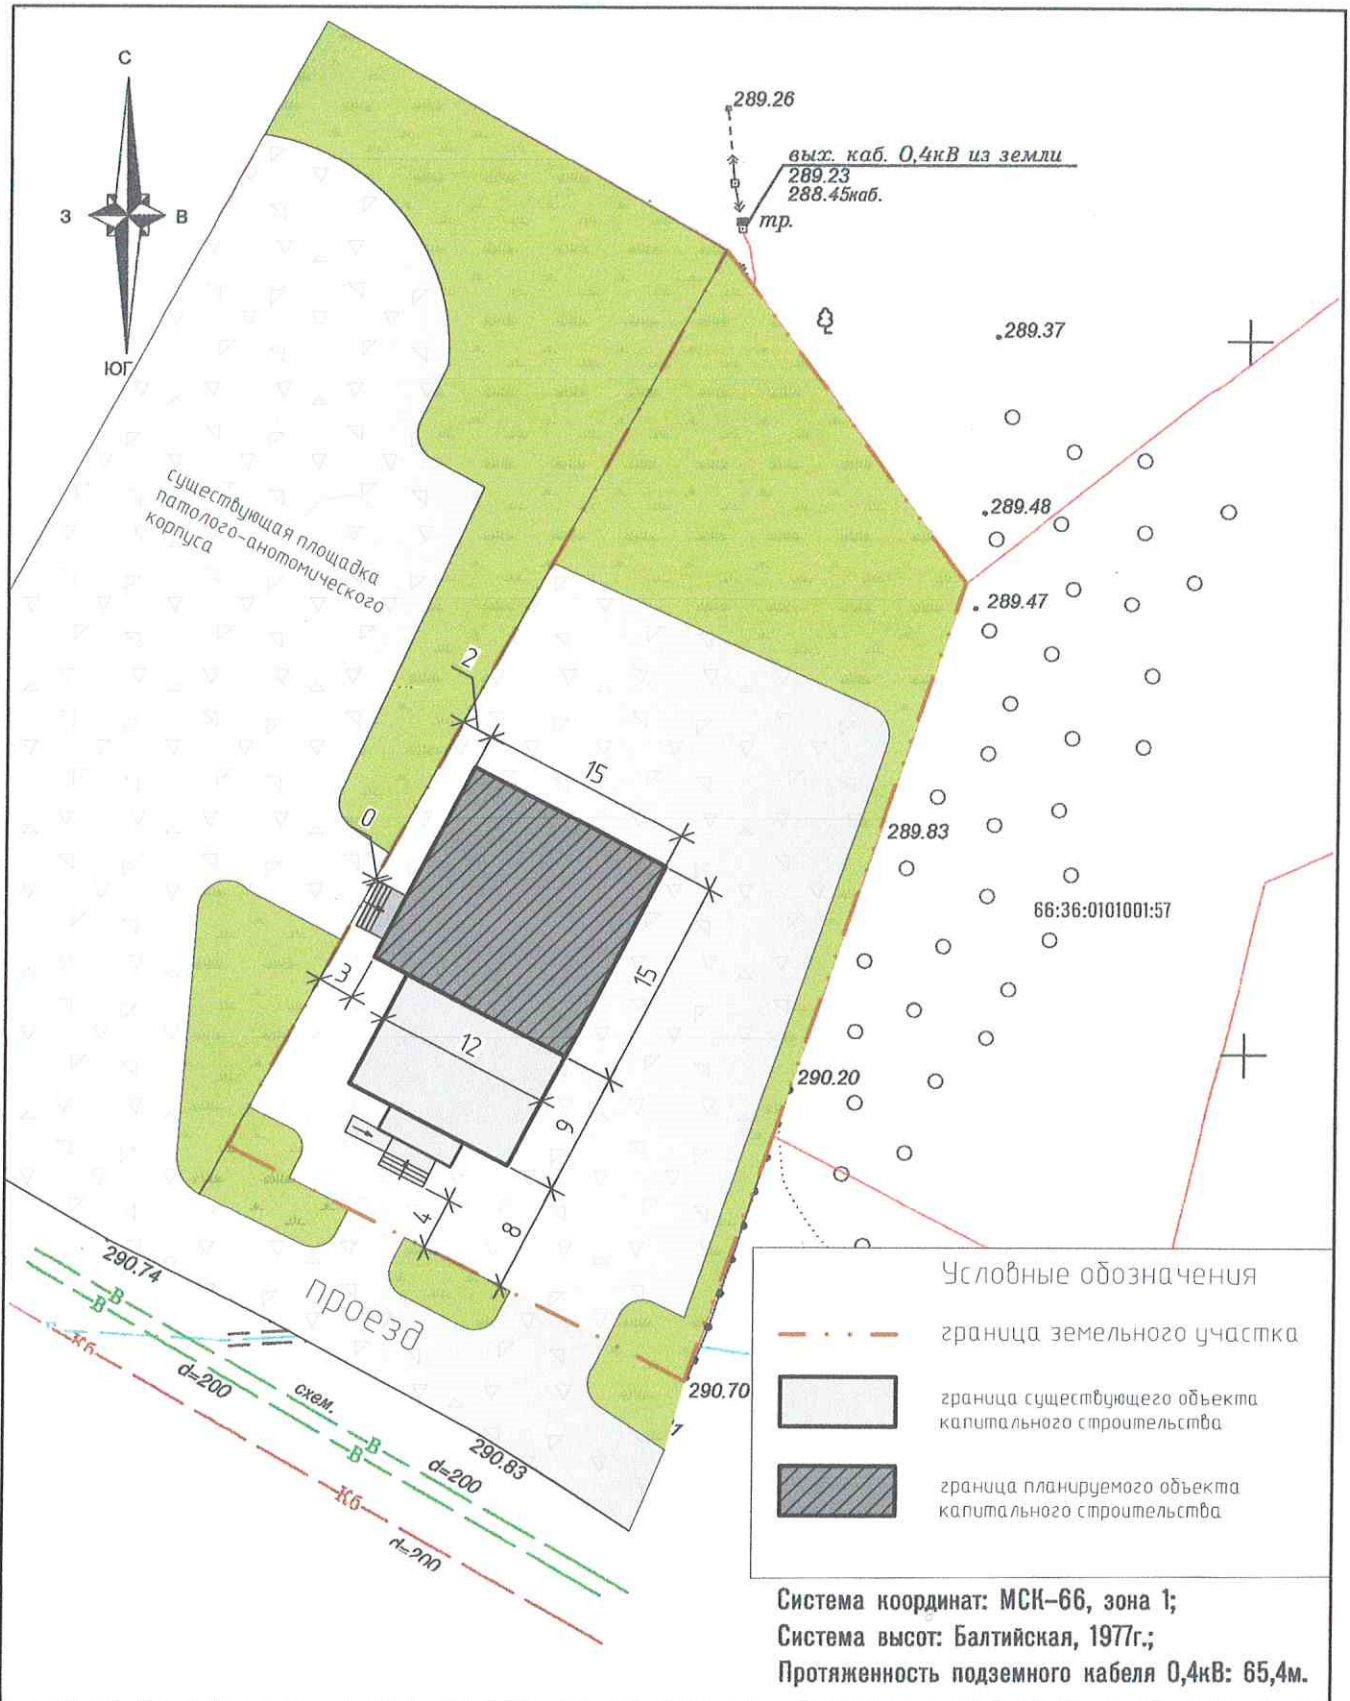 С
З
В
ЮГ
289.26
вых. каб. 0,4кВ из земли
289.23
288.45каб.
тр.
289.37
289.48
289.47
289.83
66:36:0101001:57
290.20
существующая площадка
патолого-анотомического
корпуса
2
15
0
3
15
12
9
4
8
проезд
290.74
В
В
Кб
d=200
схем.
В
В
d=200
290.83
Кб
d=200
290.70
Условные обозначения
граница земельного участка
граница существующего объекта
капитального строительства
граница планируемого объекта
капитального строительства
Система координат: МСК-66, зона 1;
Система высот: Балтийская, 1977г.;
Протяженность подземного кабеля 0,4кВ: 65,4м.